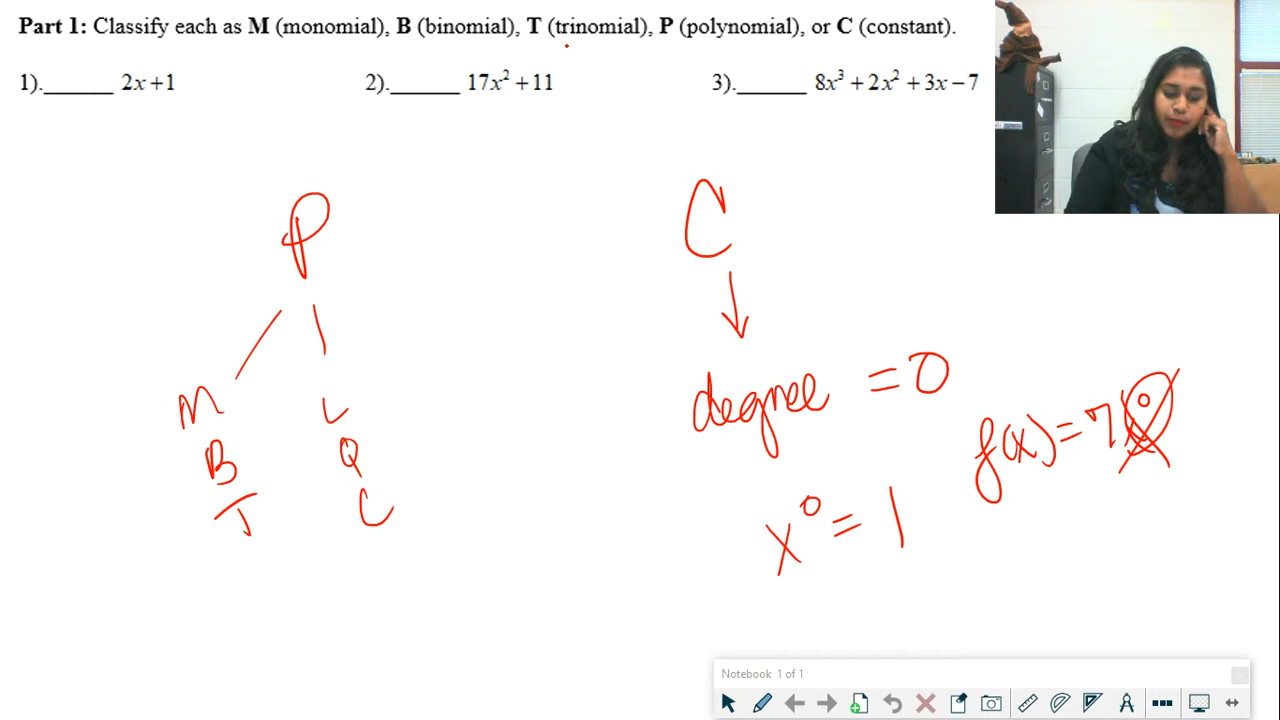 Part 1: Classify each as M (monomial), B (binomial), T (trinomial), P (polynomial), or C (constant).
1).______ 2x+1 2).______ 17x² +11 3).______ 8x³ +2x² +3x−7
P
C
M L
B Q
T C
degree = 0
f(x) = 7x⁰
x⁰ = 1
Notebook 1 of 1